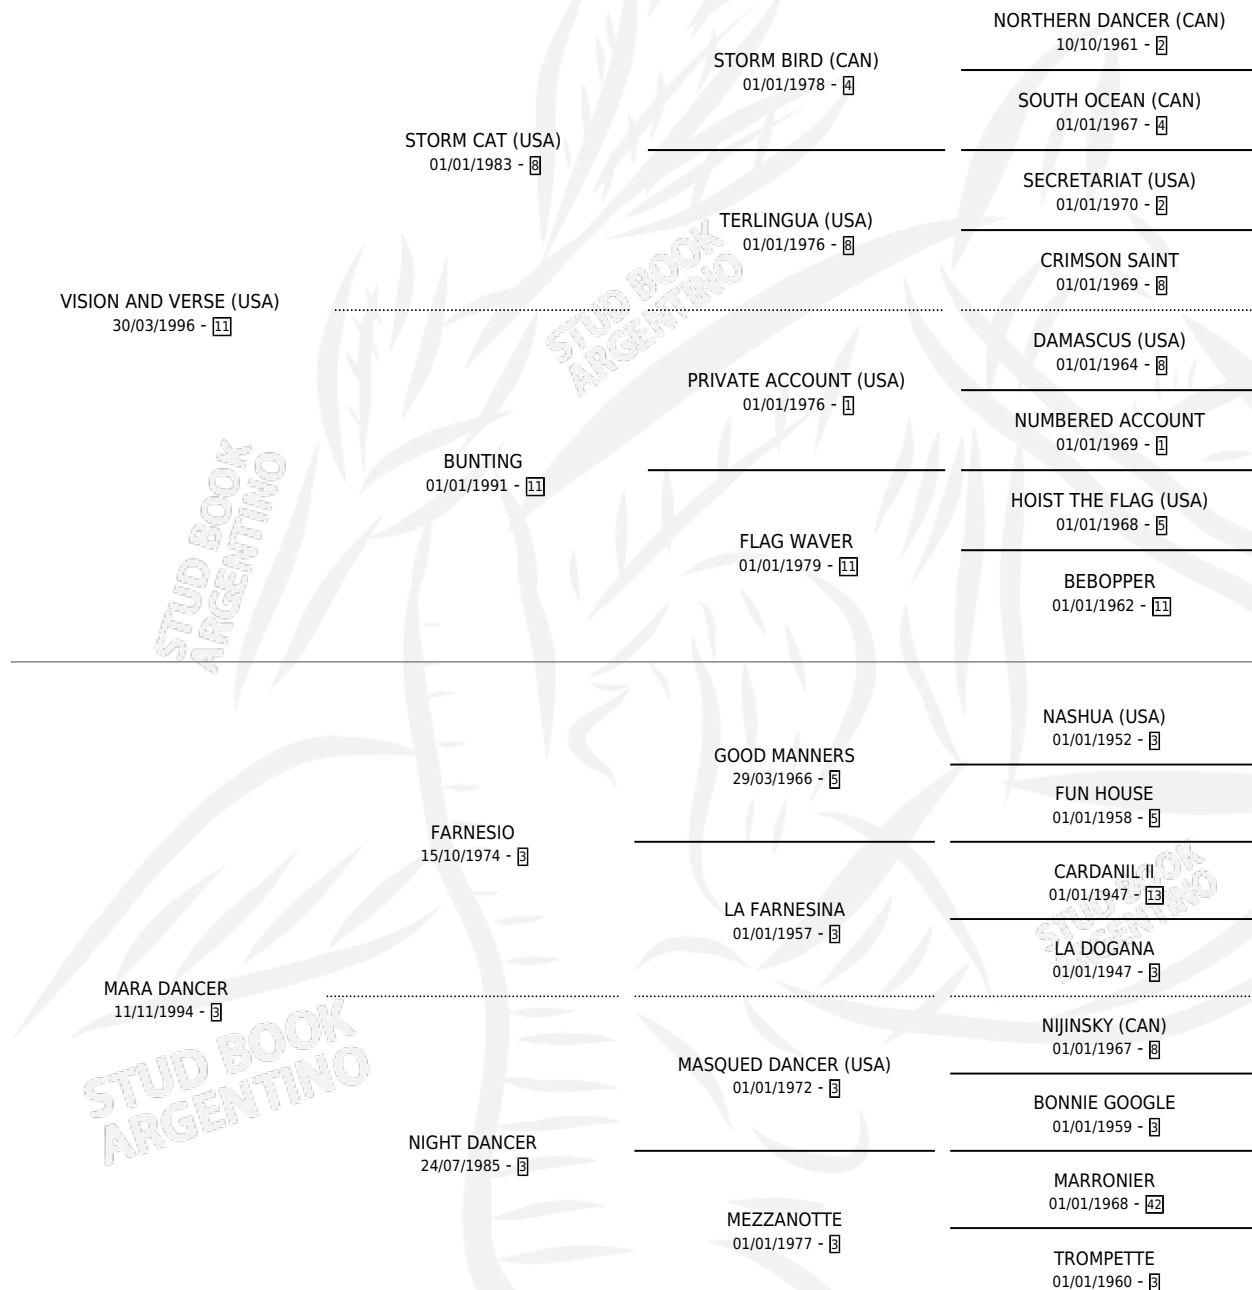 NORTHERN DANCER (CAN)
10/10/1961 - 2
STORM BIRD (CAN)
01/01/1978 - 4
SOUTH OCEAN (CAN)
01/01/1967 - 4
STORM CAT (USA)
01/01/1983 - 8
SECRETARIAT (USA)
01/01/1970 - 2
TERLINGUA (USA)
01/01/1976 - 8
CRIMSON SAINT
01/01/1969 - 8
VISION AND VERSE (USA)
30/03/1996 - 11
DAMASCUS (USA)
01/01/1964 - 8
PRIVATE ACCOUNT (USA)
01/01/1976 - 1
NUMBERED ACCOUNT
01/01/1969 - 1
BUNTING
01/01/1991 - 11
HOIST THE FLAG (USA)
01/01/1968 - 5
FLAG WAVER
01/01/1979 - 11
BEBOPPER
01/01/1962 - 11
NASHUA (USA)
01/01/1952 - 3
GOOD MANNERS
29/03/1966 - 5
FUN HOUSE
01/01/1958 - 5
FARNESIO
15/10/1974 - 3
CARDANIL II
01/01/1947 - 13
LA FARNESINA
01/01/1957 - 3
LA DOGANA
01/01/1947 - 3
MARA DANCER
11/11/1994 - 3
NIJINSKY (CAN)
01/01/1967 - 8
MASQUED DANCER (USA)
01/01/1972 - 3
BONNIE GOOGLE
01/01/1959 - 3
NIGHT DANCER
24/07/1985 - 3
MARRONIER
01/01/1968 - 42
MEZZANOTTE
01/01/1977 - 3
TROMPETTE
01/01/1960 - 3
STUD BOOK
ARGENTINO
STUD BOOK
ARGENTINO
STUD BOOK
ARGENTINO
STUD BOOK
ARGENTINO